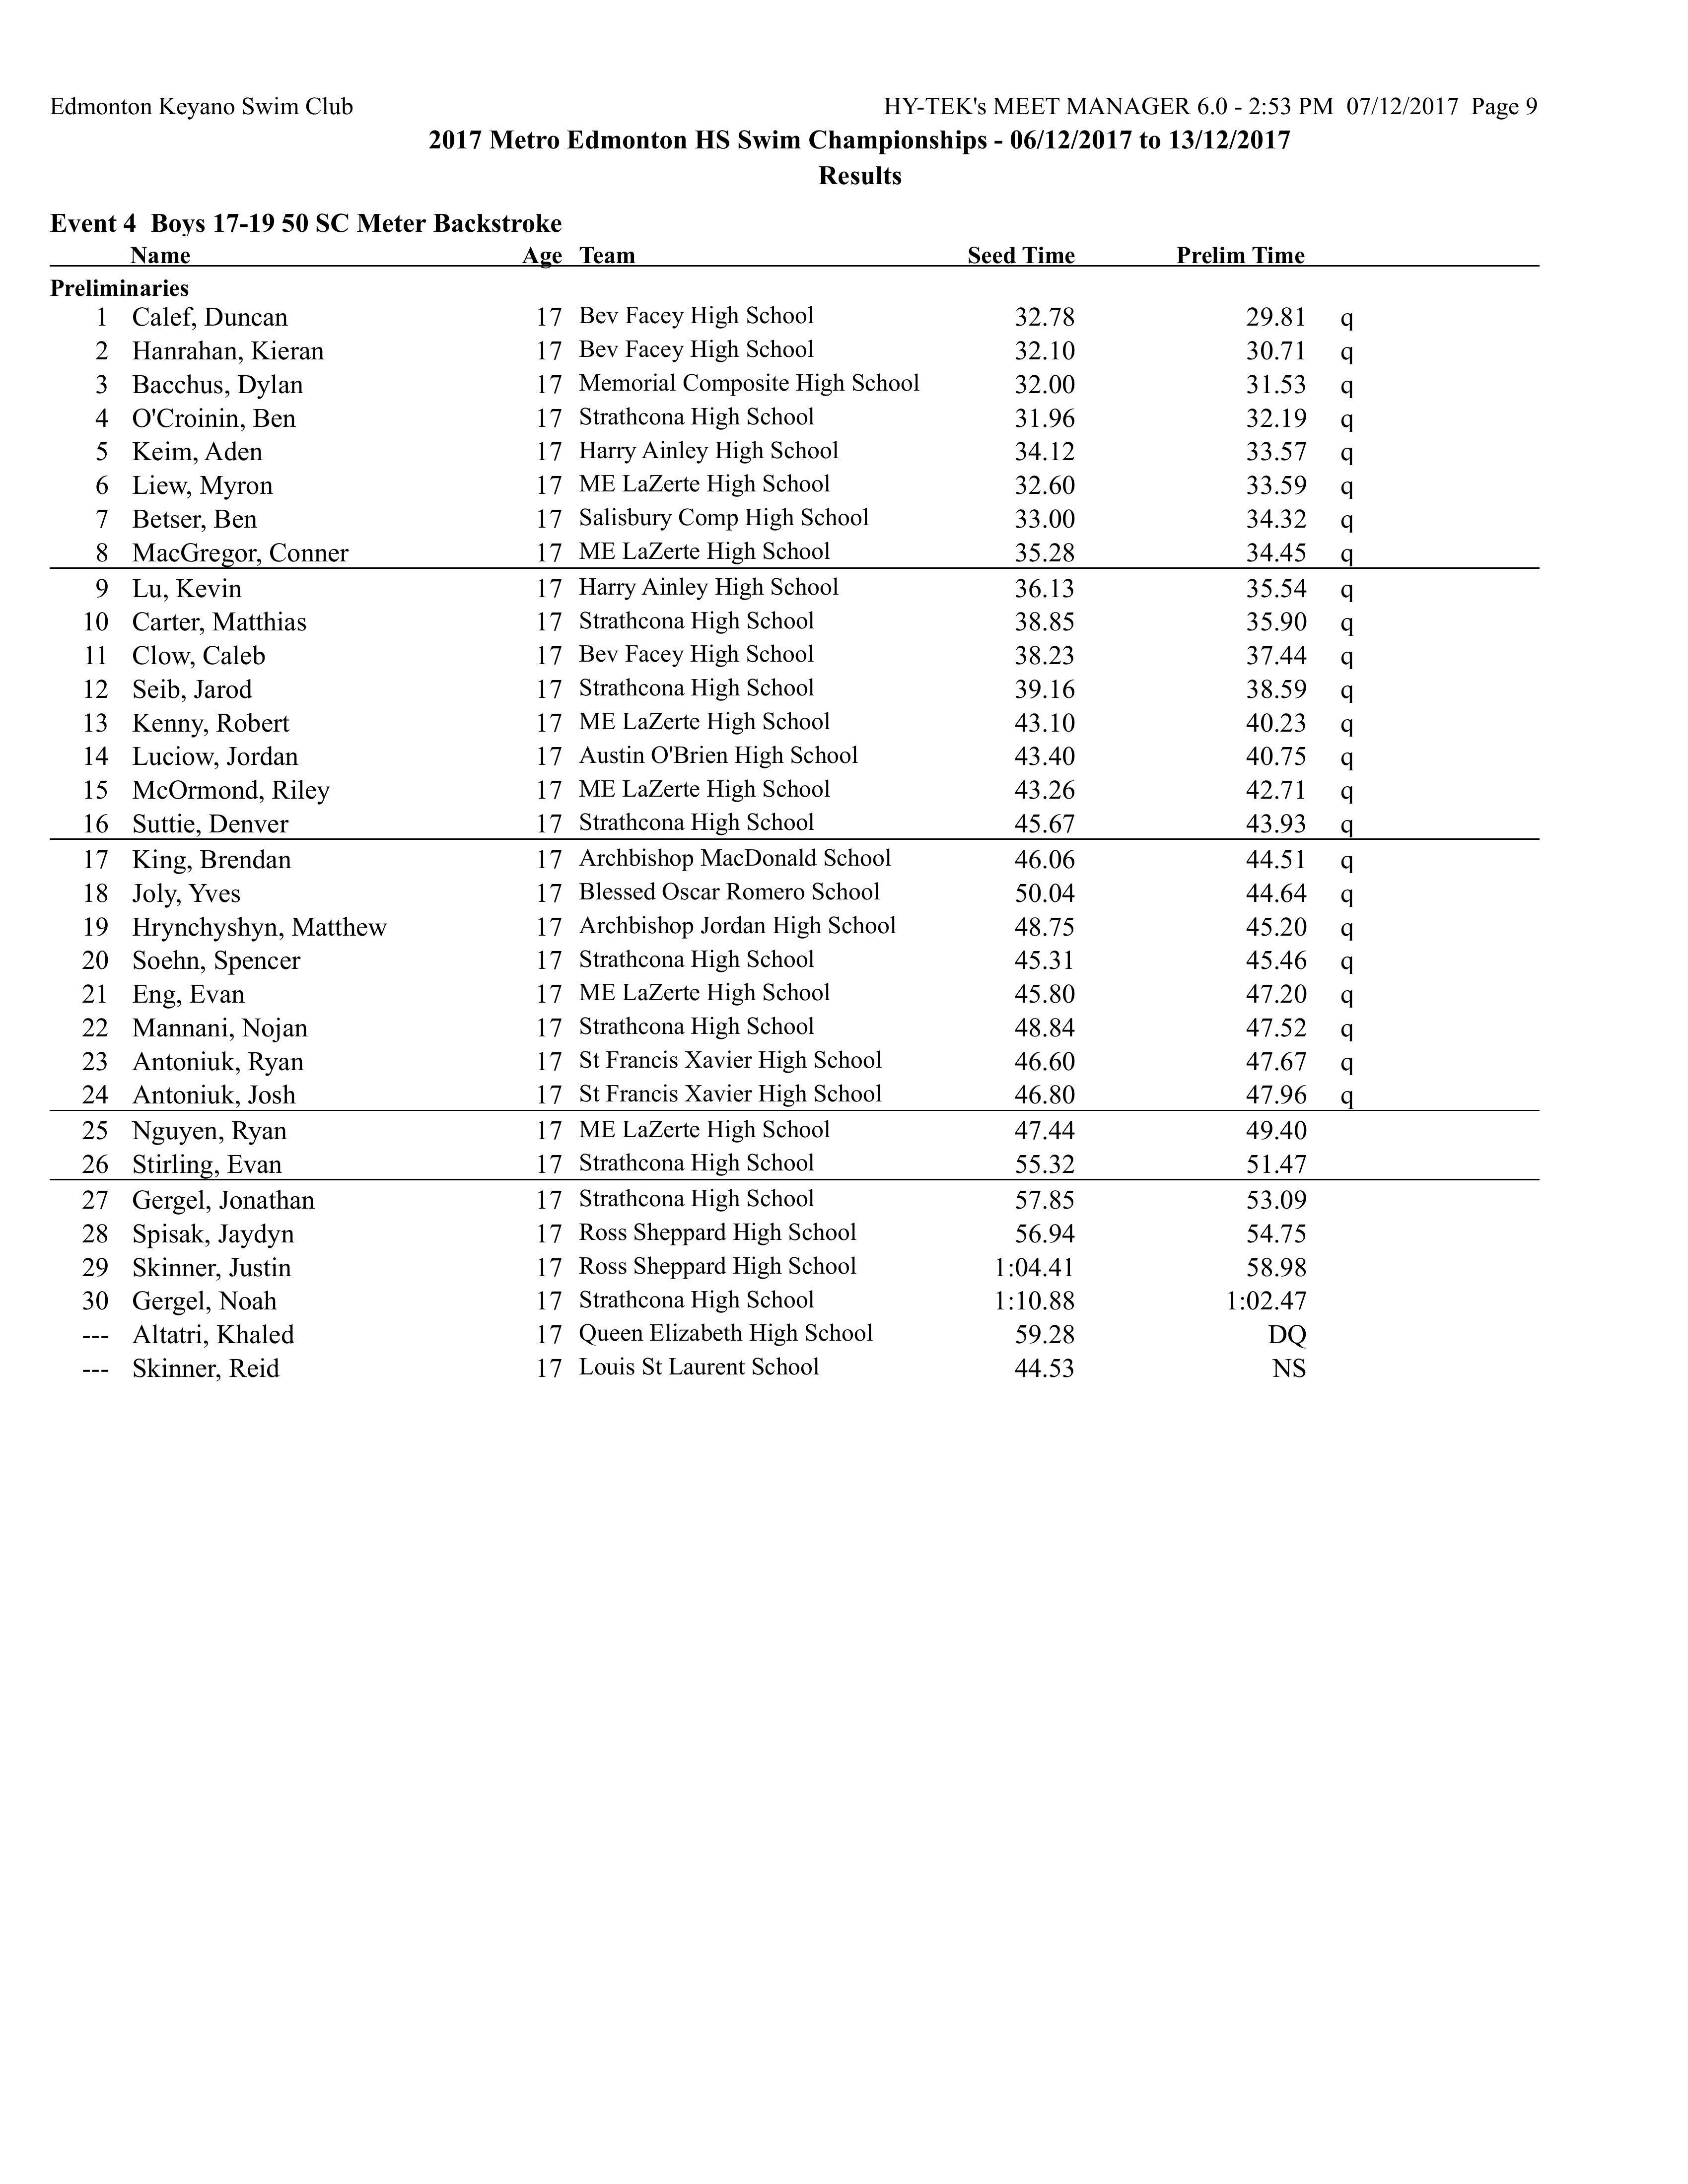 Edmonton Keyano Swim Club HY-TEK's MEET MANAGER 6.0 - 2:53 PM 07/12/2017 Page 9
2017 Metro Edmonton HS Swim Championships - 06/12/2017 to 13/12/2017
Results
Event 4 Boys 17-19 50 SC Meter Backstroke
Name Age Team Seed Time Prelim Time
Preliminaries
1 Calef, Duncan 17 Bev Facey High School 32.78 29.81 q
2 Hanrahan, Kieran 17 Bev Facey High School 32.10 30.71 q
3 Bacchus, Dylan 17 Memorial Composite High School 32.00 31.53 q
4 O'Croinin, Ben 17 Strathcona High School 31.96 32.19 q
5 Keim, Aden 17 Harry Ainley High School 34.12 33.57 q
6 Liew, Myron 17 ME LaZerte High School 32.60 33.59 q
7 Betser, Ben 17 Salisbury Comp High School 33.00 34.32 q
8 MacGregor, Conner 17 ME LaZerte High School 35.28 34.45 q
9 Lu, Kevin 17 Harry Ainley High School 36.13 35.54 q
10 Carter, Matthias 17 Strathcona High School 38.85 35.90 q
11 Clow, Caleb 17 Bev Facey High School 38.23 37.44 q
12 Seib, Jarod 17 Strathcona High School 39.16 38.59 q
13 Kenny, Robert 17 ME LaZerte High School 43.10 40.23 q
14 Luciow, Jordan 17 Austin O'Brien High School 43.40 40.75 q
15 McOrmond, Riley 17 ME LaZerte High School 43.26 42.71 q
16 Suttie, Denver 17 Strathcona High School 45.67 43.93 q
17 King, Brendan 17 Archbishop MacDonald School 46.06 44.51 q
18 Joly, Yves 17 Blessed Oscar Romero School 50.04 44.64 q
19 Hrynchyshyn, Matthew 17 Archbishop Jordan High School 48.75 45.20 q
20 Soehn, Spencer 17 Strathcona High School 45.31 45.46 q
21 Eng, Evan 17 ME LaZerte High School 45.80 47.20 q
22 Mannani, Nojan 17 Strathcona High School 48.84 47.52 q
23 Antoniuk, Ryan 17 St Francis Xavier High School 46.60 47.67 q
24 Antoniuk, Josh 17 St Francis Xavier High School 46.80 47.96 q
25 Nguyen, Ryan 17 ME LaZerte High School 47.44 49.40
26 Stirling, Evan 17 Strathcona High School 55.32 51.47
27 Gergel, Jonathan 17 Strathcona High School 57.85 53.09
28 Spisak, Jaydyn 17 Ross Sheppard High School 56.94 54.75
29 Skinner, Justin 17 Ross Sheppard High School 1:04.41 58.98
30 Gergel, Noah 17 Strathcona High School 1:10.88 1:02.47
--- Altatri, Khaled 17 Queen Elizabeth High School 59.28 DQ
--- Skinner, Reid 17 Louis St Laurent School 44.53 NS